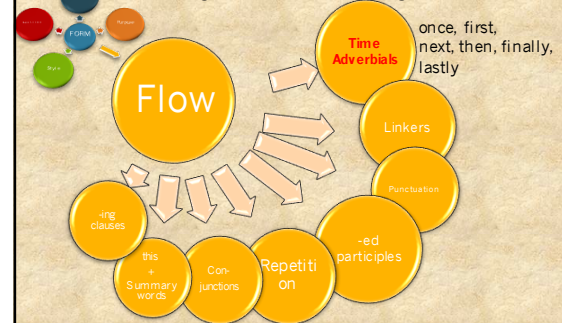 FORM
Style
Flow
Time
Adverbials
once, first,
next, then, finally,
lastly
Linkers
Punctuation
-ed
participles
Repetiti
on
Con-
junctions
this
+
Summary
words
-ing
clauses